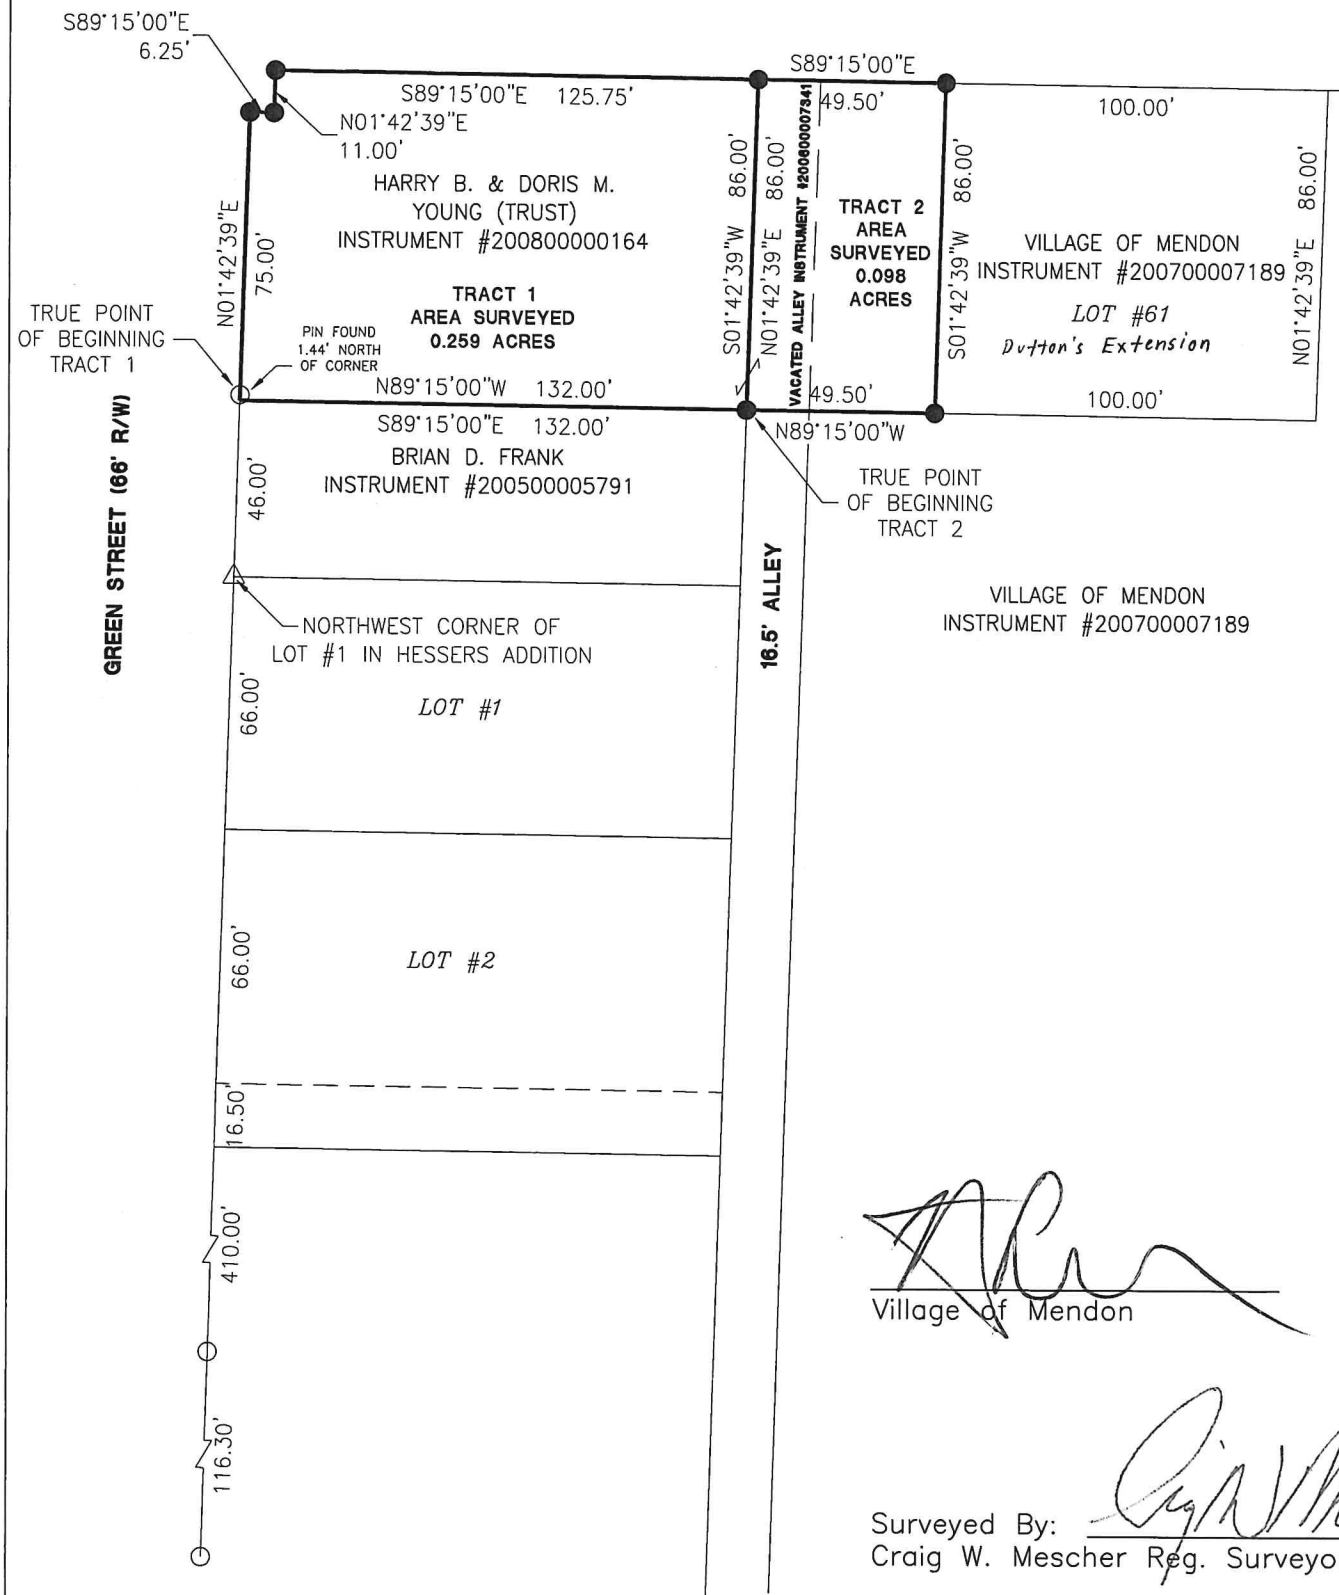 S89°15'00"E
6.25'
S89°15'00"E
S89°15'00"E 125.75'
49.50'
100.00'
N01°42'39"E
11.00'
HARRY B. & DORIS M.
YOUNG (TRUST)
INSTRUMENT #200800000164
N01°42'39"E
75.00'
TRACT 1
AREA SURVEYED
0.259 ACRES
S01°42'39"W 86.00'
N01°42'39"E 86.00'
VACATED ALLEY INSTRUMENT #200600007341
TRACT 2
AREA
SURVEYED
0.098
ACRES
S01°42'39"W 86.00'
VILLAGE OF MENDON
INSTRUMENT #200700007189
LOT #61
Dutton's Extension
N01°42'39"E 86.00'
TRUE POINT
OF BEGINNING
TRACT 1
PIN FOUND
1.44' NORTH
OF CORNER
N89°15'00"W 132.00'
49.50'
100.00'
S89°15'00"E 132.00'
N89°15'00"W
BRIAN D. FRANK
INSTRUMENT #200500005791
GREEN STREET (66' R/W)
46.00'
TRUE POINT
OF BEGINNING
TRACT 2
16.5' ALLEY
VILLAGE OF MENDON
INSTRUMENT #200700007189
NORTHWEST CORNER OF
LOT #1 IN HESSERS ADDITION
66.00'
LOT #1
66.00'
LOT #2
16.50'
410.00'
Village of Mendon
116.30'
Surveyed By:
Craig W. Mescher Reg. Surveyo